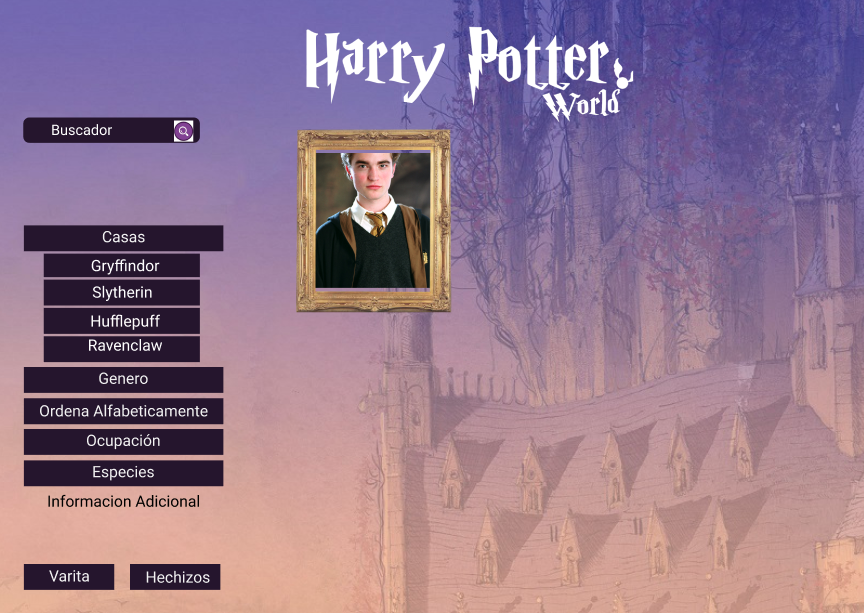 Harry Potter
World
Buscador
Casas
Gryffindor
Slytherin
Hufflepuff
Ravenclaw
Genero
Ordena Alfabeticamente
Ocupación
Especies
Informacion Adicional
Varita
Hechizos